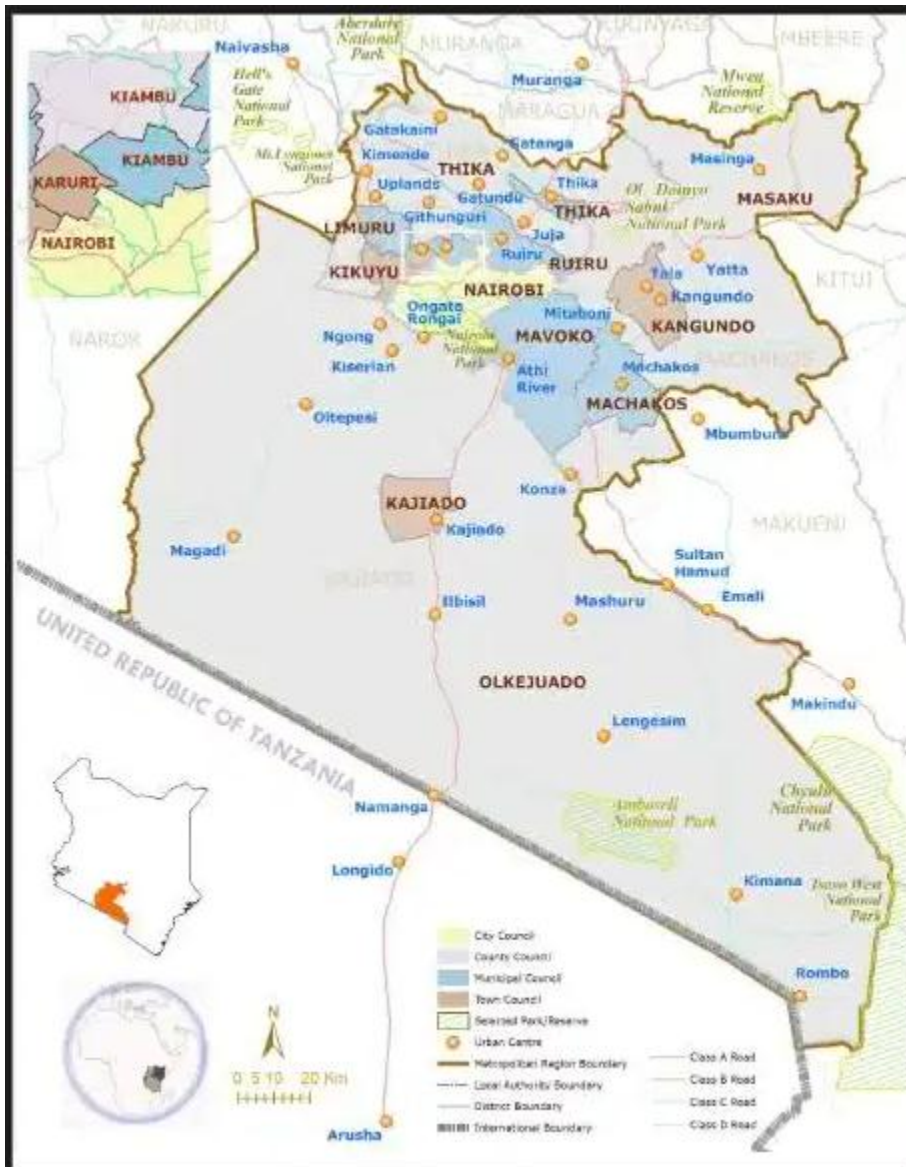 NAKURU
Aberdare
National
Park
MURANGA
KIRINYAGA
MBEERE
Naivasha
Muranga
Hell's
Gate
National
Park
Mwea
National
Reserve
MARAGUA
KIAMBU
KIAMBU
KARURI
NAIROBI
Gatakaini
Gatanga
Kimende
THIKA
Masinga
Mt.Longonot
National
Park
Uplands
Gatundu
Thika
THIKA
Ol Donyo
Sabuk
National Park
MASAKU
LIMURU
Githunguri
Juja
Ruiru
RUIRU
KIKUYU
NAIROBI
Tala
Yatta
KITUI
Kangundo
NAROK
Ongata
Rongai
Mitaboni
KANGUNDO
Ngong
Nairobi
National
Park
MAVOKO
Kiserian
Athi
River
Machakos
MACHAKOS
MACHAKOS
Oltepesi
Mbumbuni
Konza
KAJIADO
Kajiado
MAKUENI
Magadi
Sultan
Hamud
KAJIADO
Ilbisil
Mashuru
Emali
UNITED REPUBLIC OF TANZANIA
OLKEJUADO
Makindu
Lengesim
Namanga
Amboseli
National Park
Chyulu
National
Park
Longido
Kimana
Tsavo West
National
Park
Rombo
Arusha
N
0 5 10 20 Km
City Council
County Council
Municipal Council
Town Council
Selected Park/Reserve
Urban Centre
Metropolitan Region Boundary
Local Authority Boundary
District Boundary
International Boundary
Class A Road
Class B Road
Class C Road
Class D Road